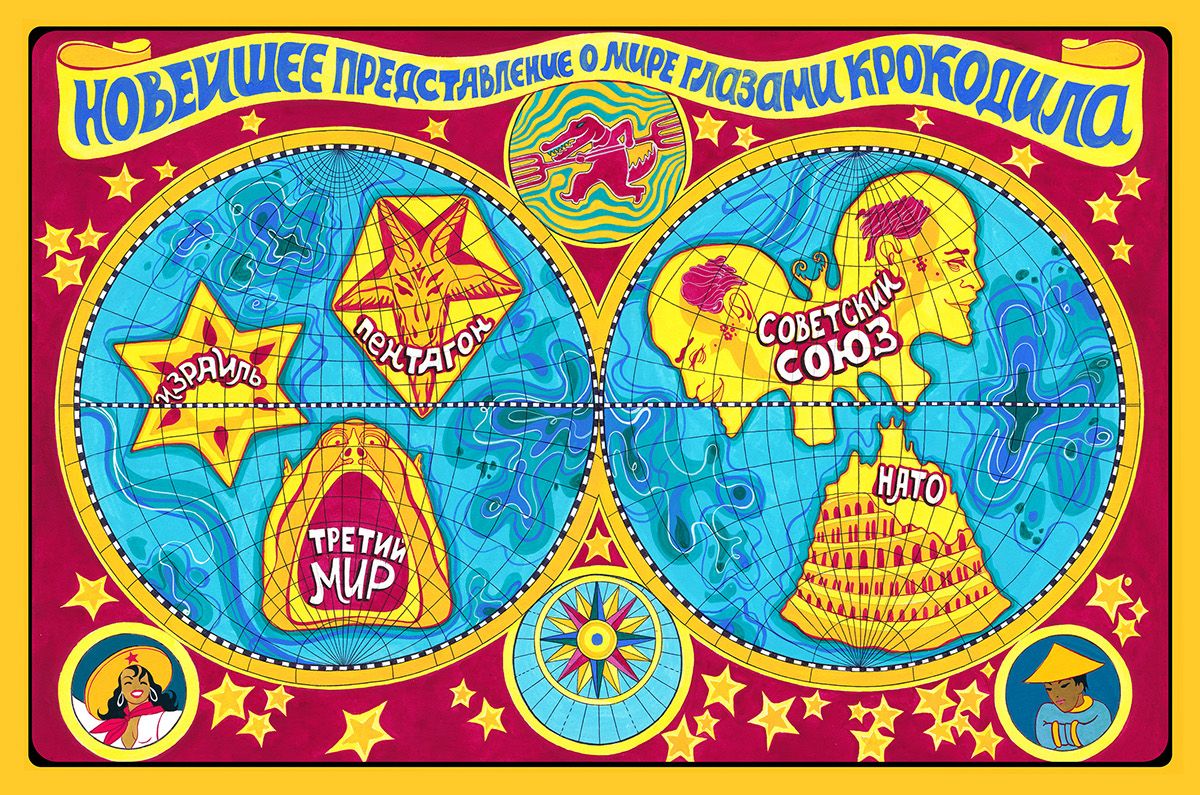 НОВЕЙШЕЕ ПРЕДСТАВЛЕНИЕ О МИРЕ ГЛАЗАМИ КРОКОДИЛА
ПЕНТАГОН
ИЗРАИЛЬ
ТРЕТИЙ
МИР
СОВЕТСКИЙ
СОЮЗ
НАТО